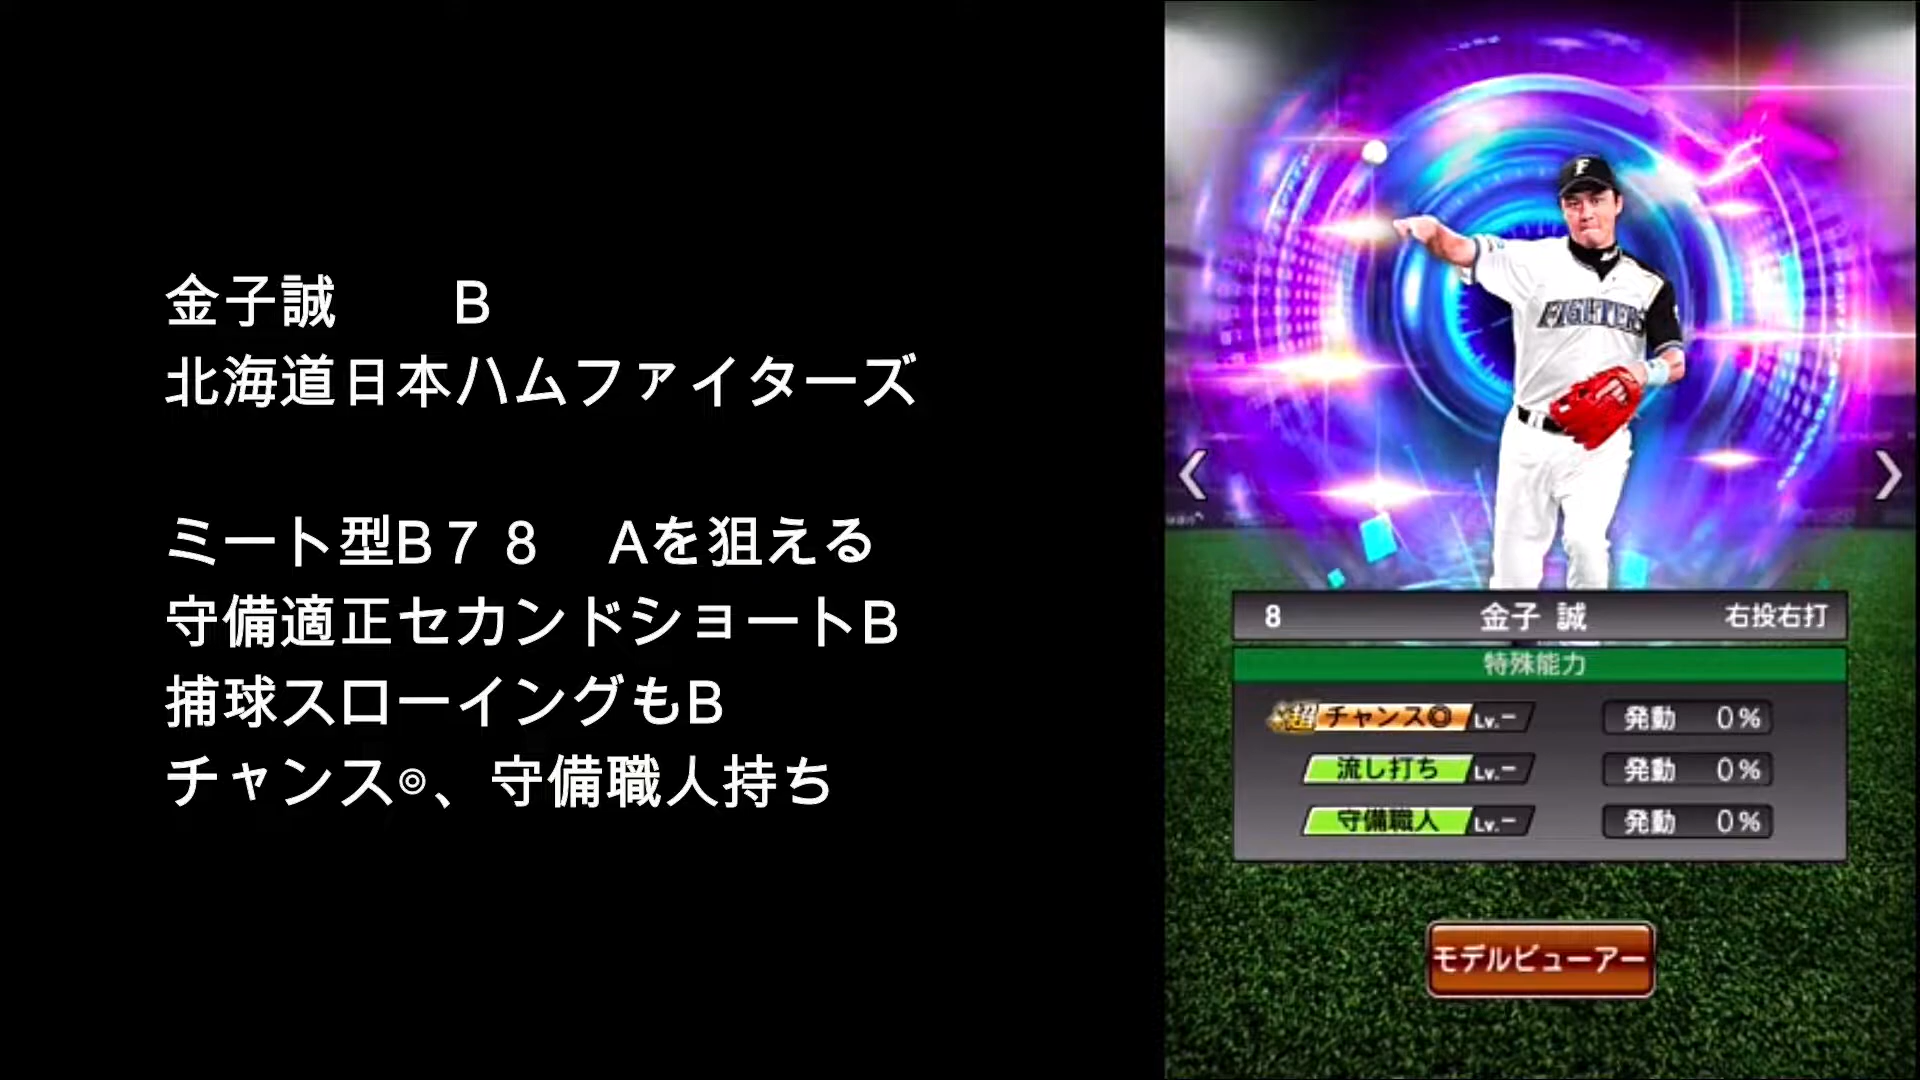 金子誠　　B
北海道日本ハムファイターズ
ミート型B７８　Aを狙える
守備適正セカンドショートB
捕球スローイングもB
チャンス◎、守備職人持ち
F
FIGHTERS
8 金子 誠 右投右打
特殊能力
超 チャンス◎ Lv.ー 発動 0%
流し打ち Lv.ー 発動 0%
守備職人 Lv.ー 発動 0%
モデルビューアー